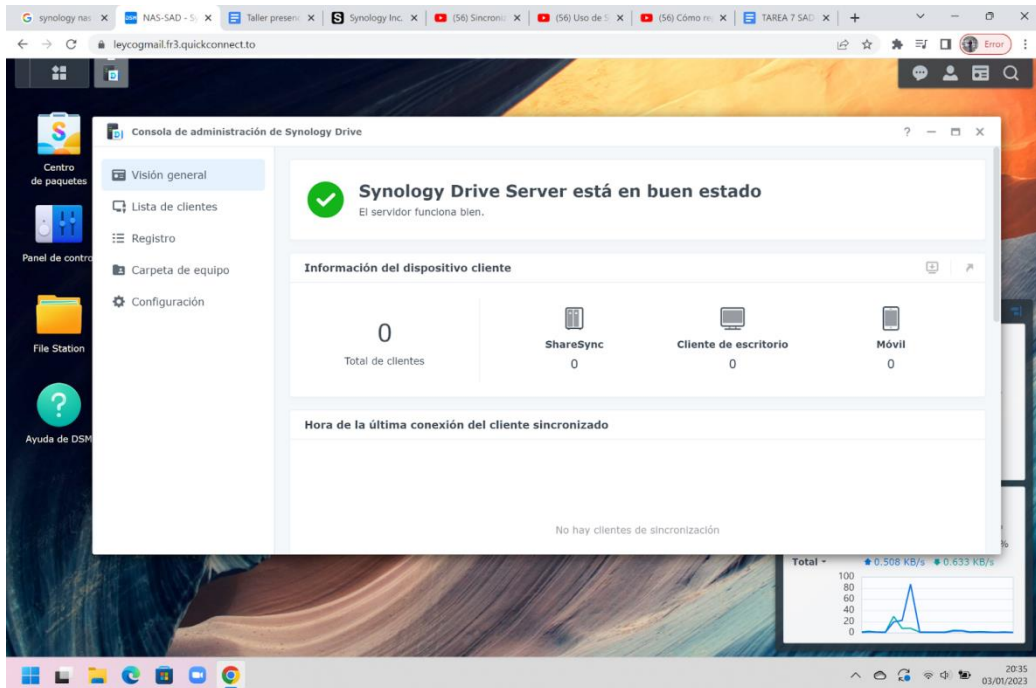 synology nas
NAS-SAD - Sy
Taller presenc
Synology Inc.
(56) Sincroni
(56) Uso de S
(56) Cómo re
TAREA 7 SAD
leycogmail.fr3.quickconnect.to
Error
Consola de administración de Synology Drive
Centro
de paquetes
Panel de contro
File Station
Ayuda de DSM
Visión general
Lista de clientes
Registro
Carpeta de equipo
Configuración
Synology Drive Server está en buen estado
El servidor funciona bien.
Información del dispositivo cliente
0
Total de clientes
ShareSync
0
Cliente de escritorio
0
Móvil
0
Hora de la última conexión del cliente sincronizado
No hay clientes de sincronización
%
Total
0.508 KB/s 0.633 KB/s
100
80
60
40
20
0
20:35
03/01/2023